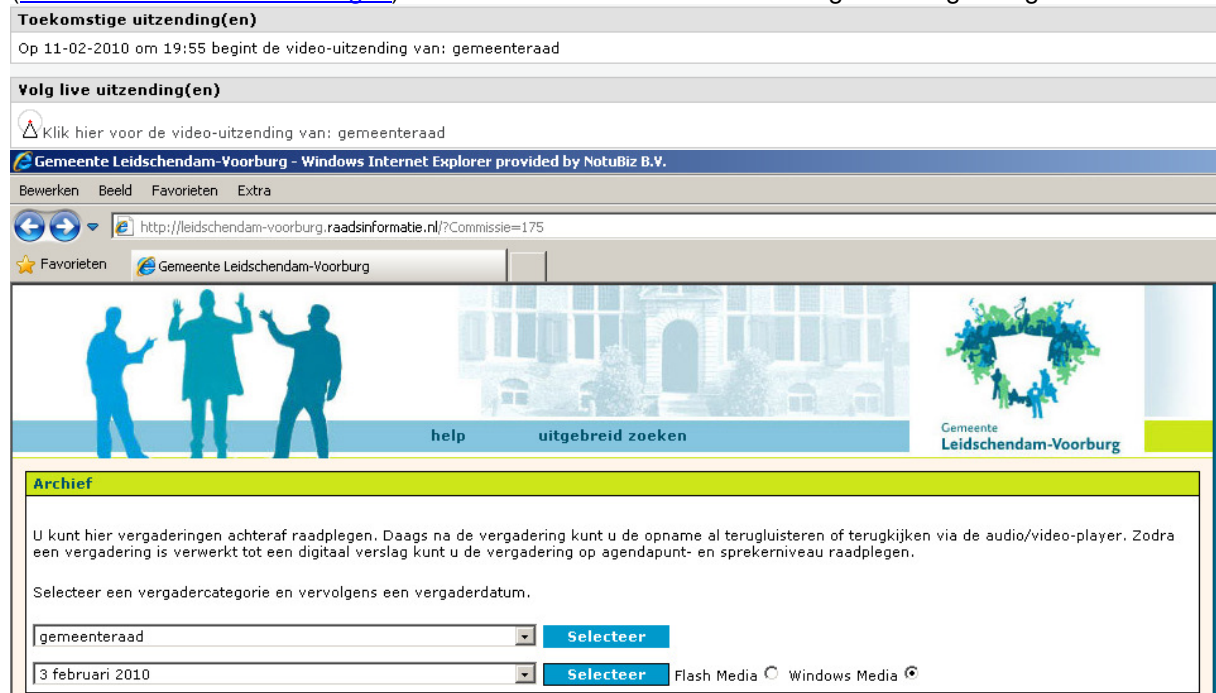 Toekomstige uitzending(en)
Op 11-02-2010 om 19:55 begint de video-uitzending van: gemeenteraad
Volg live uitzending(en)
Klik hier voor de video-uitzending van: gemeenteraad
Gemeente Leidschendam-Voorburg - Windows Internet Explorer provided by NotuBiz B.V.
Bewerken Beeld Favorieten Extra
http://leidschendam-voorburg.raadsinformatie.nl/?Commissie=175
Favorieten Gemeente Leidschendam-Voorburg
help uitgebreid zoeken
Gemeente
Leidschendam-Voorburg
Archief
U kunt hier vergaderingen achteraf raadplegen. Daags na de vergadering kunt u de opname al terugluisteren of terugkijken via de audio/video-player. Zodra
een vergadering is verwerkt tot een digitaal verslag kunt u de vergadering op agendapunt- en sprekerniveau raadplegen.
Selecteer een vergadercategorie en vervolgens een vergaderdatum.
gemeenteraad Selecteer
3 februari 2010 Selecteer Flash Media Windows Media